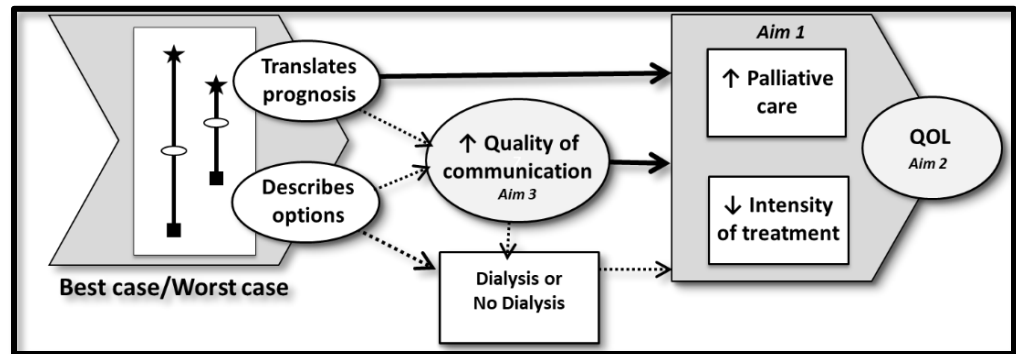 Translates
prognosis
Describes
options
Best case/Worst case
↑ Quality of
communication
Aim 3
Dialysis or
No Dialysis
Aim 1
↑ Palliative
care
↓ Intensity
of treatment
QOL
Aim 2